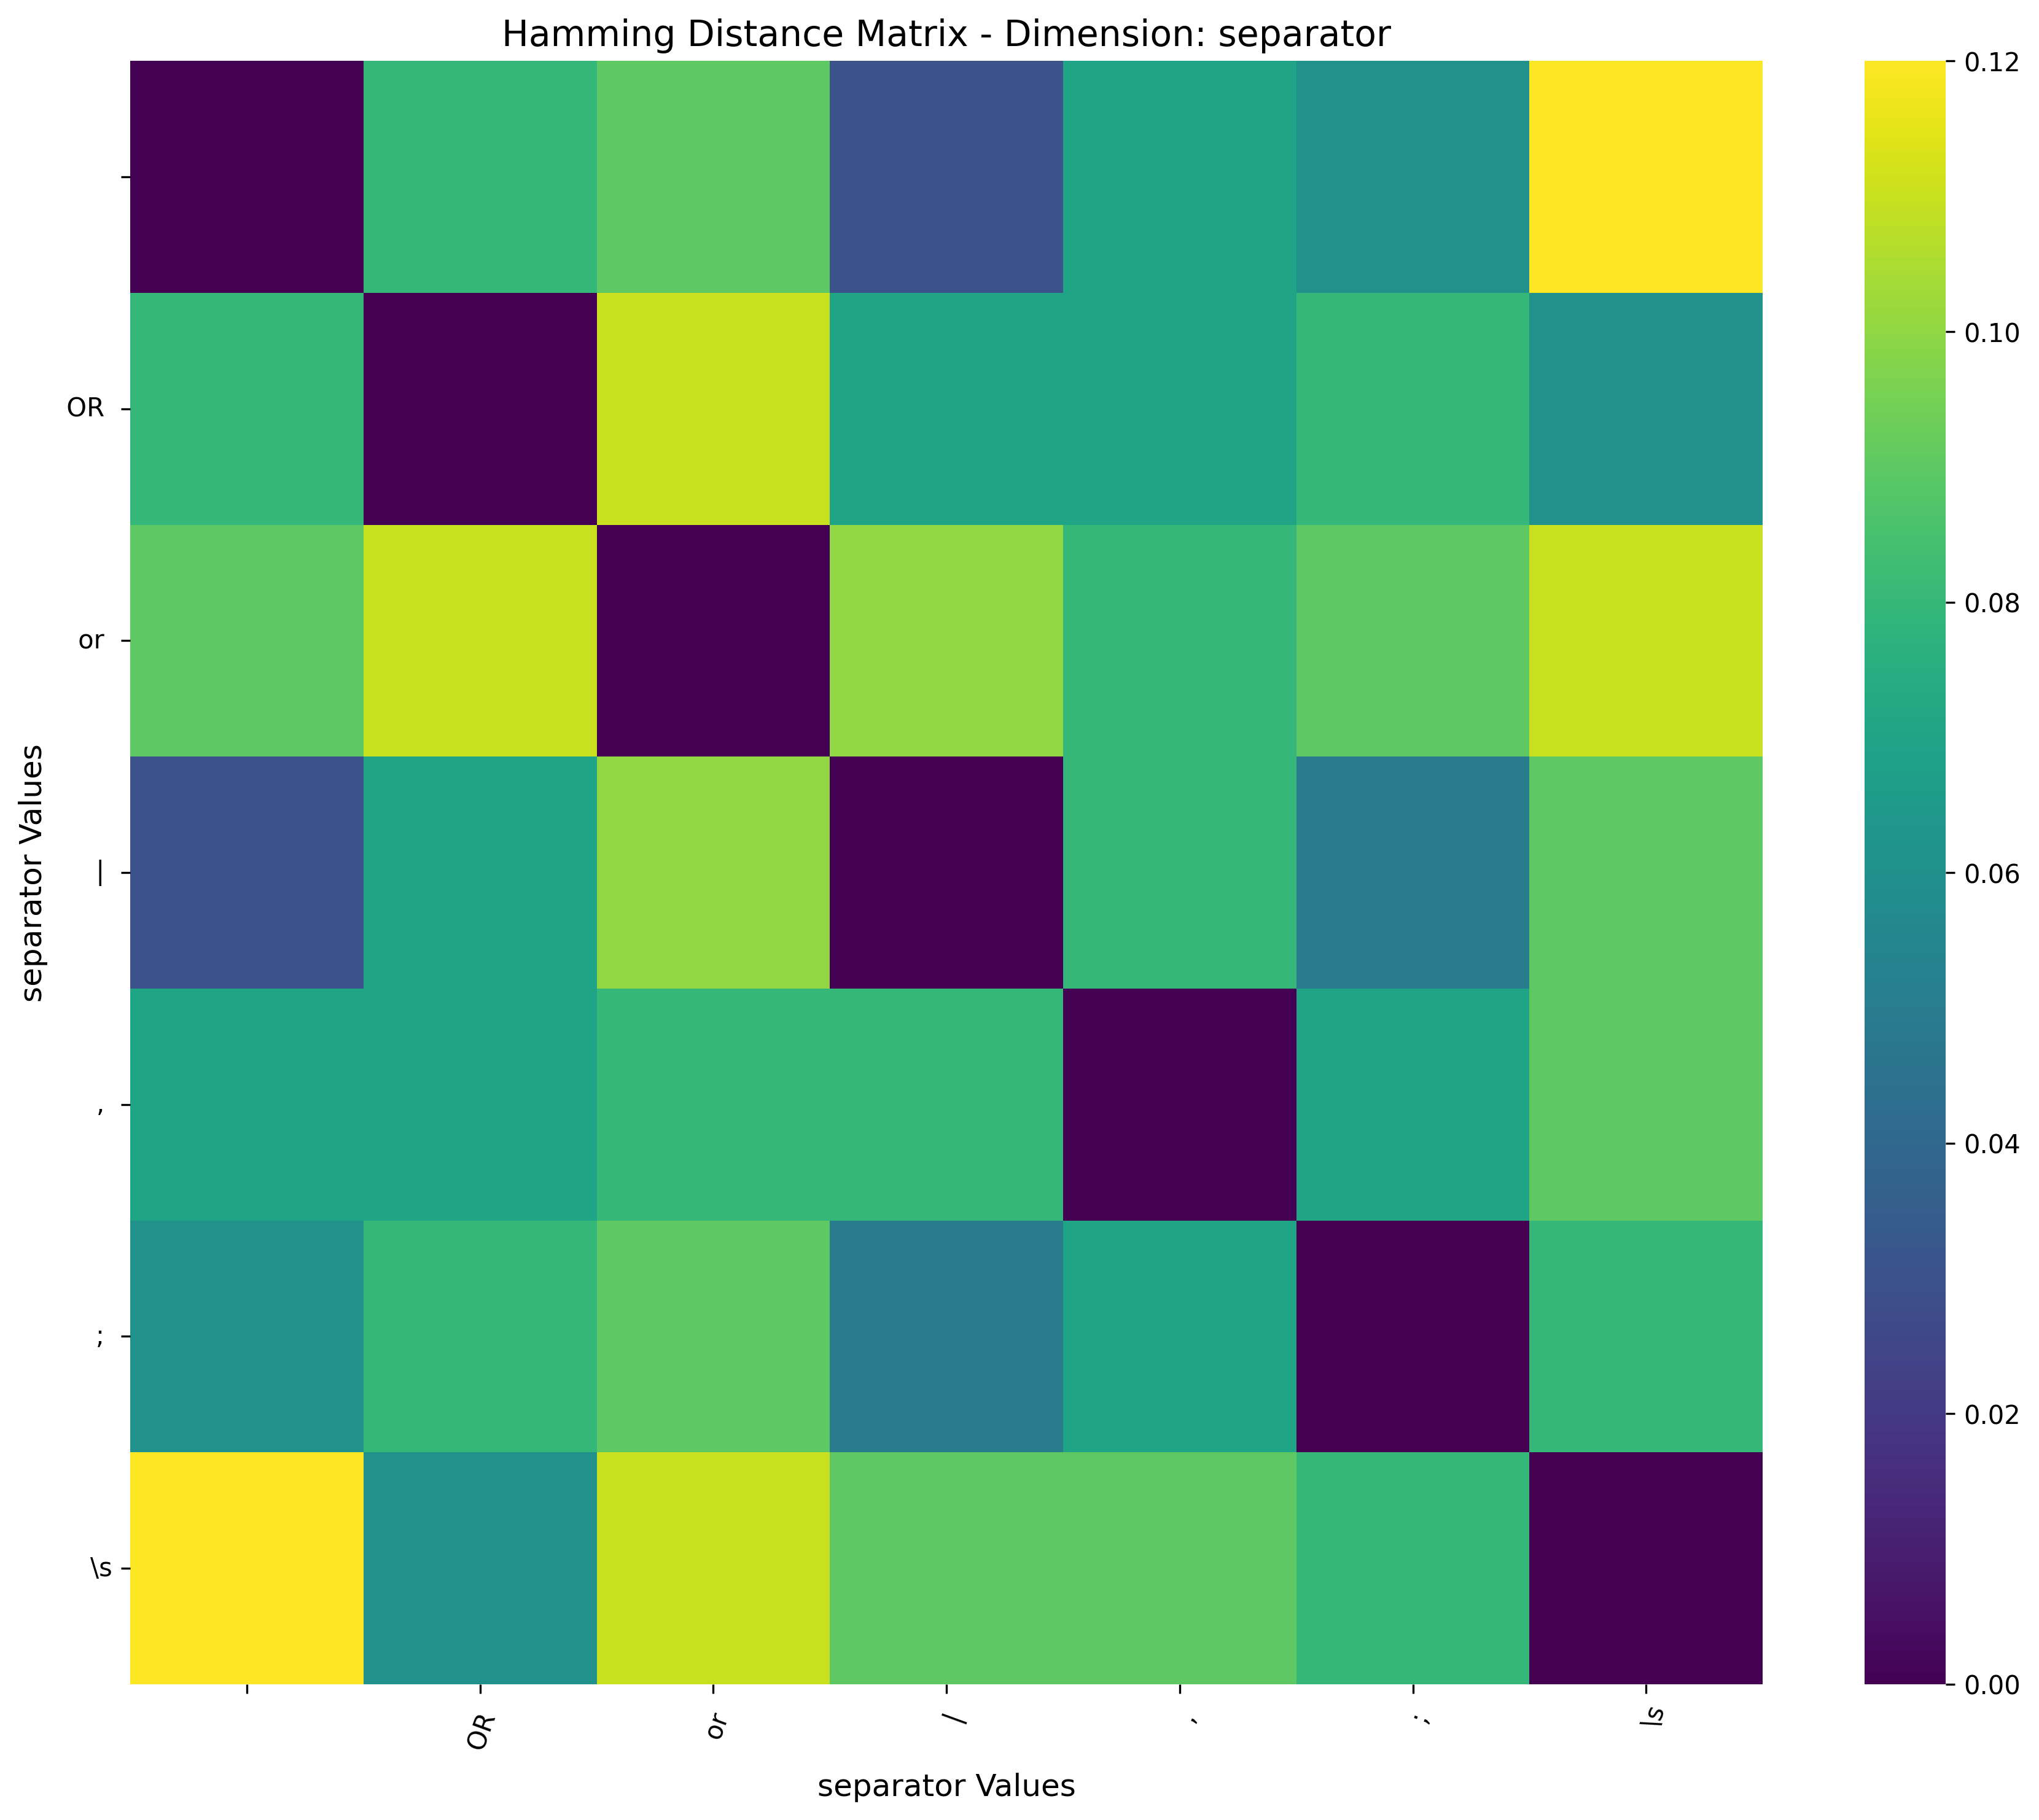 Hamming Distance Matrix - Dimension: separator
separator Values
OR
or
|
,
;
\s
OR
or
|
,
;
\s
separator Values
0.12
0.10
0.08
0.06
0.04
0.02
0.00